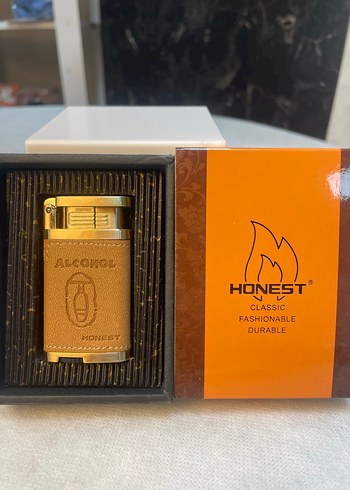 ALCOHOL
HONEST
HONEST®
CLASSIC
FASHIONABLE
DURABLE